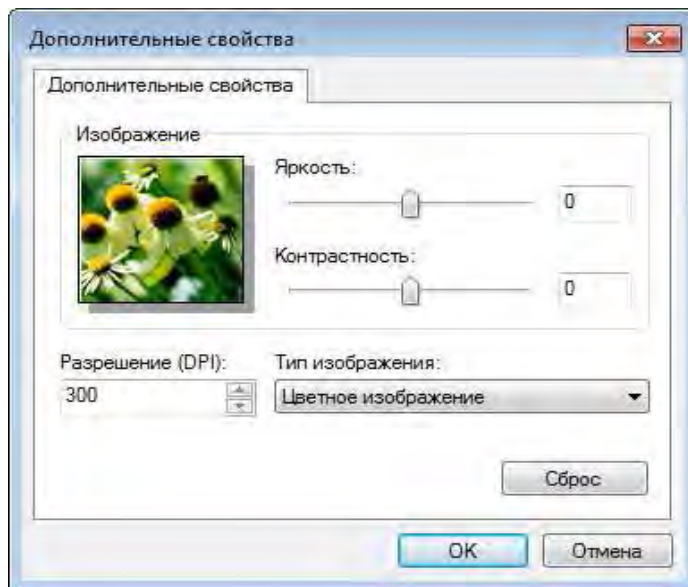 Дополнительные свойства
Дополнительные свойства
Изображение
Яркость:
0
Контрастность:
0
Разрешение (DPI):
Тип изображения:
300
Цветное изображение
Сброс
OK
Отмена